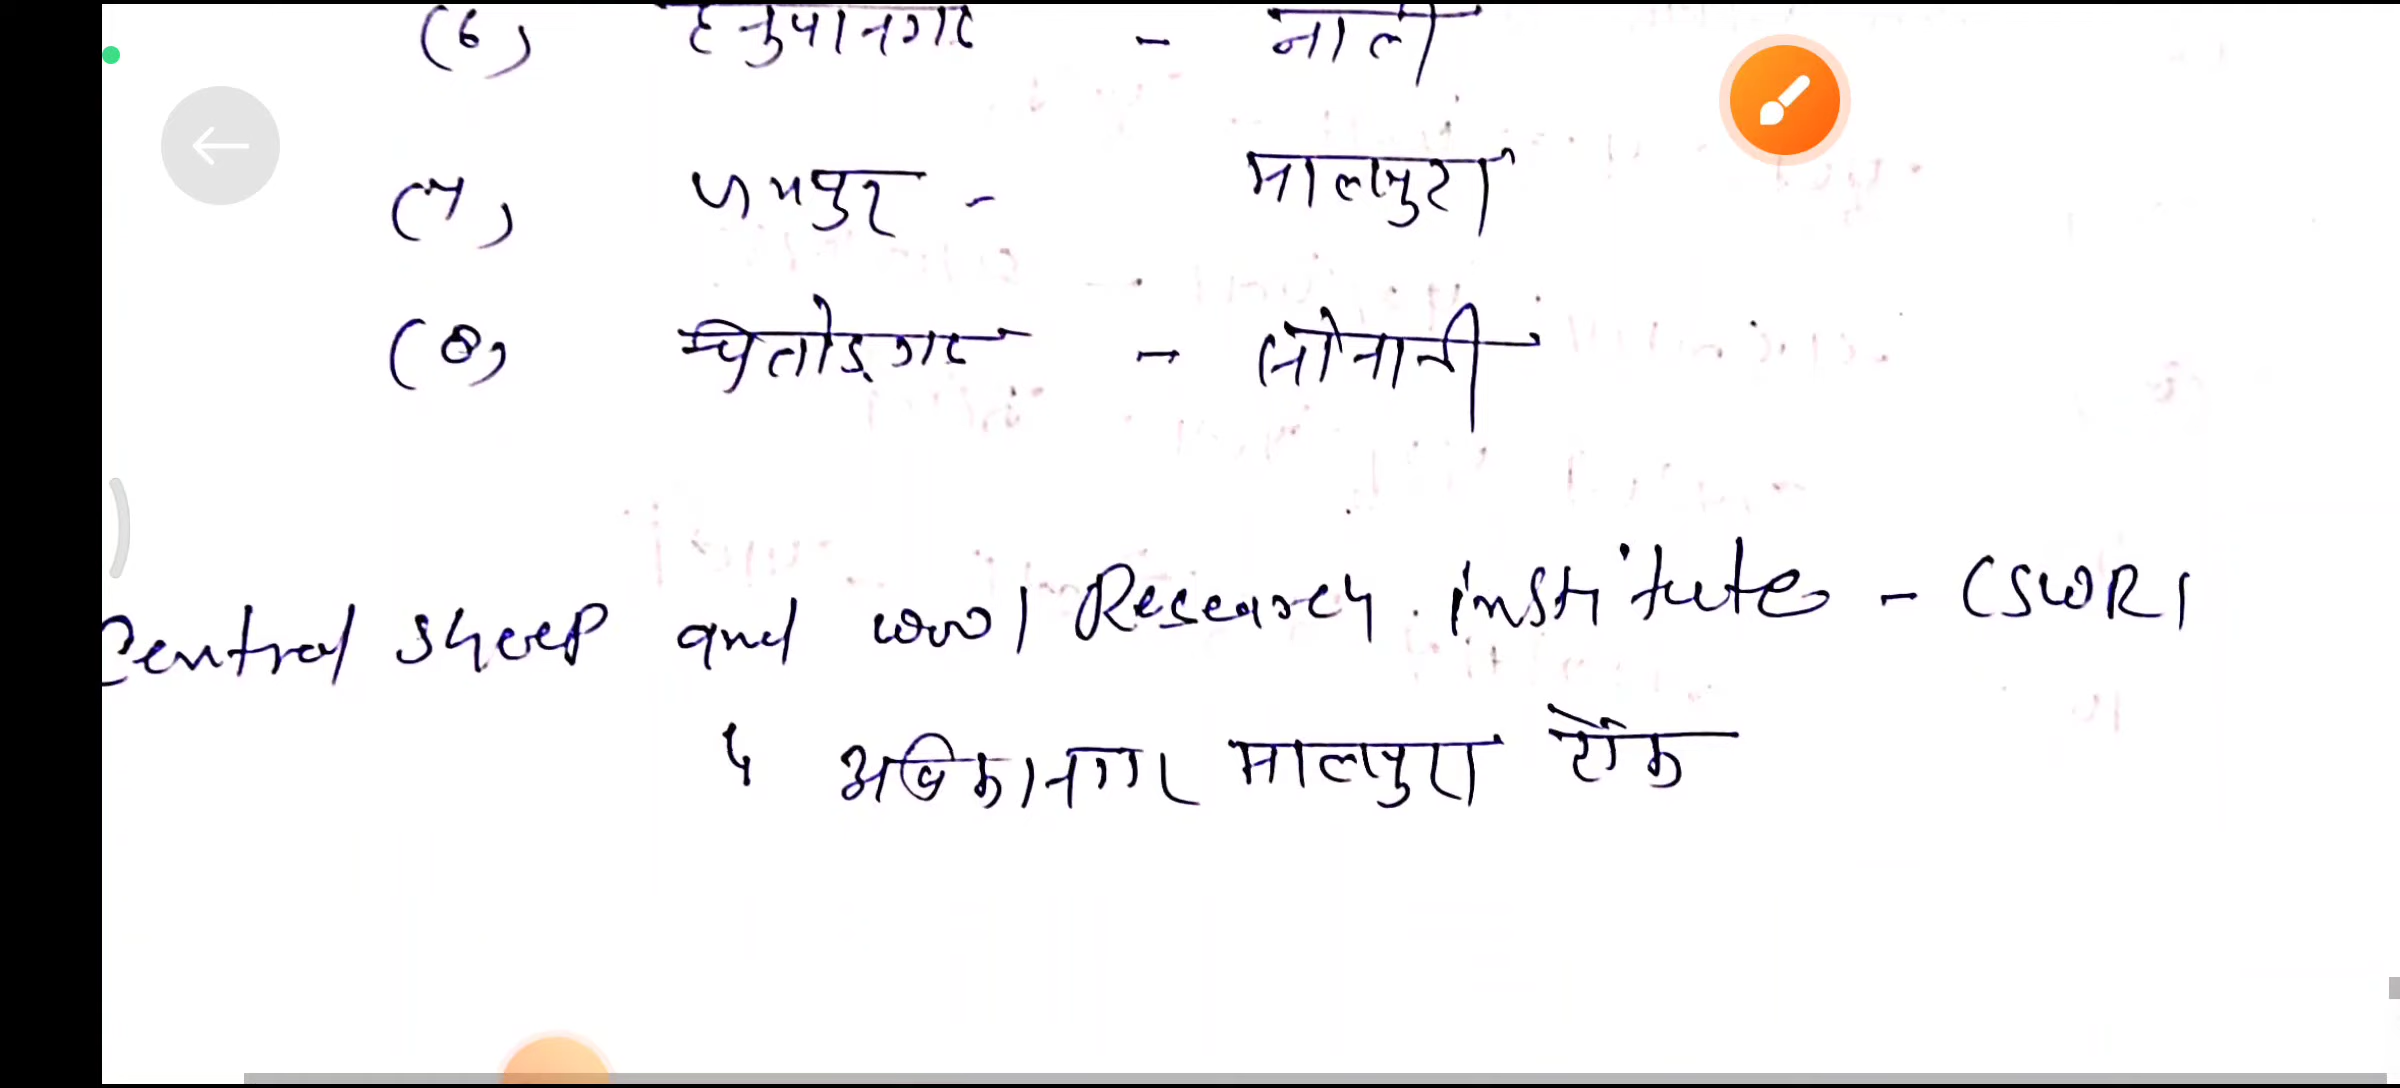 (6) हनुमानगढ - नाली
(7) जयपुर - मालपुरा
(8) चितोड़गढ - सोनाडी
Central sheep and wool Research institute - CSWRI
↳ अविकानगर मालपुरा टोंक